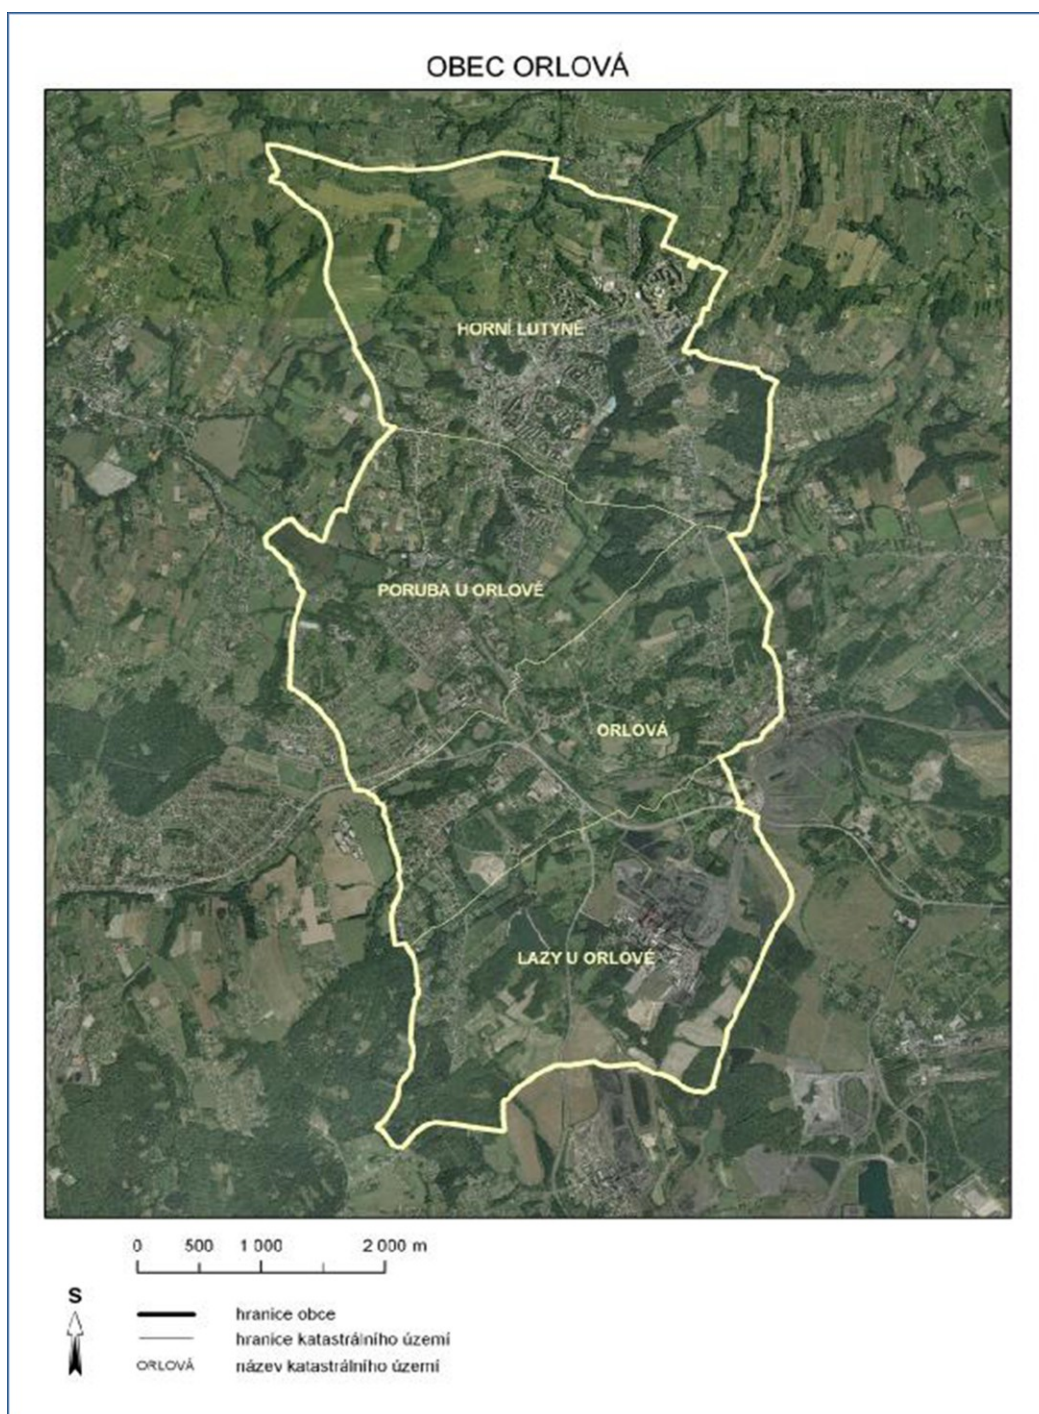 OBEC ORLOVÁ
HORNÍ LUTYNĚ
PORUBA U ORLOVÉ
ORLOVÁ
LAZY U ORLOVÉ
0 500 1 000 2 000 m
S
hranice obce
hranice katastrálního území
ORLOVÁ název katastrálního území